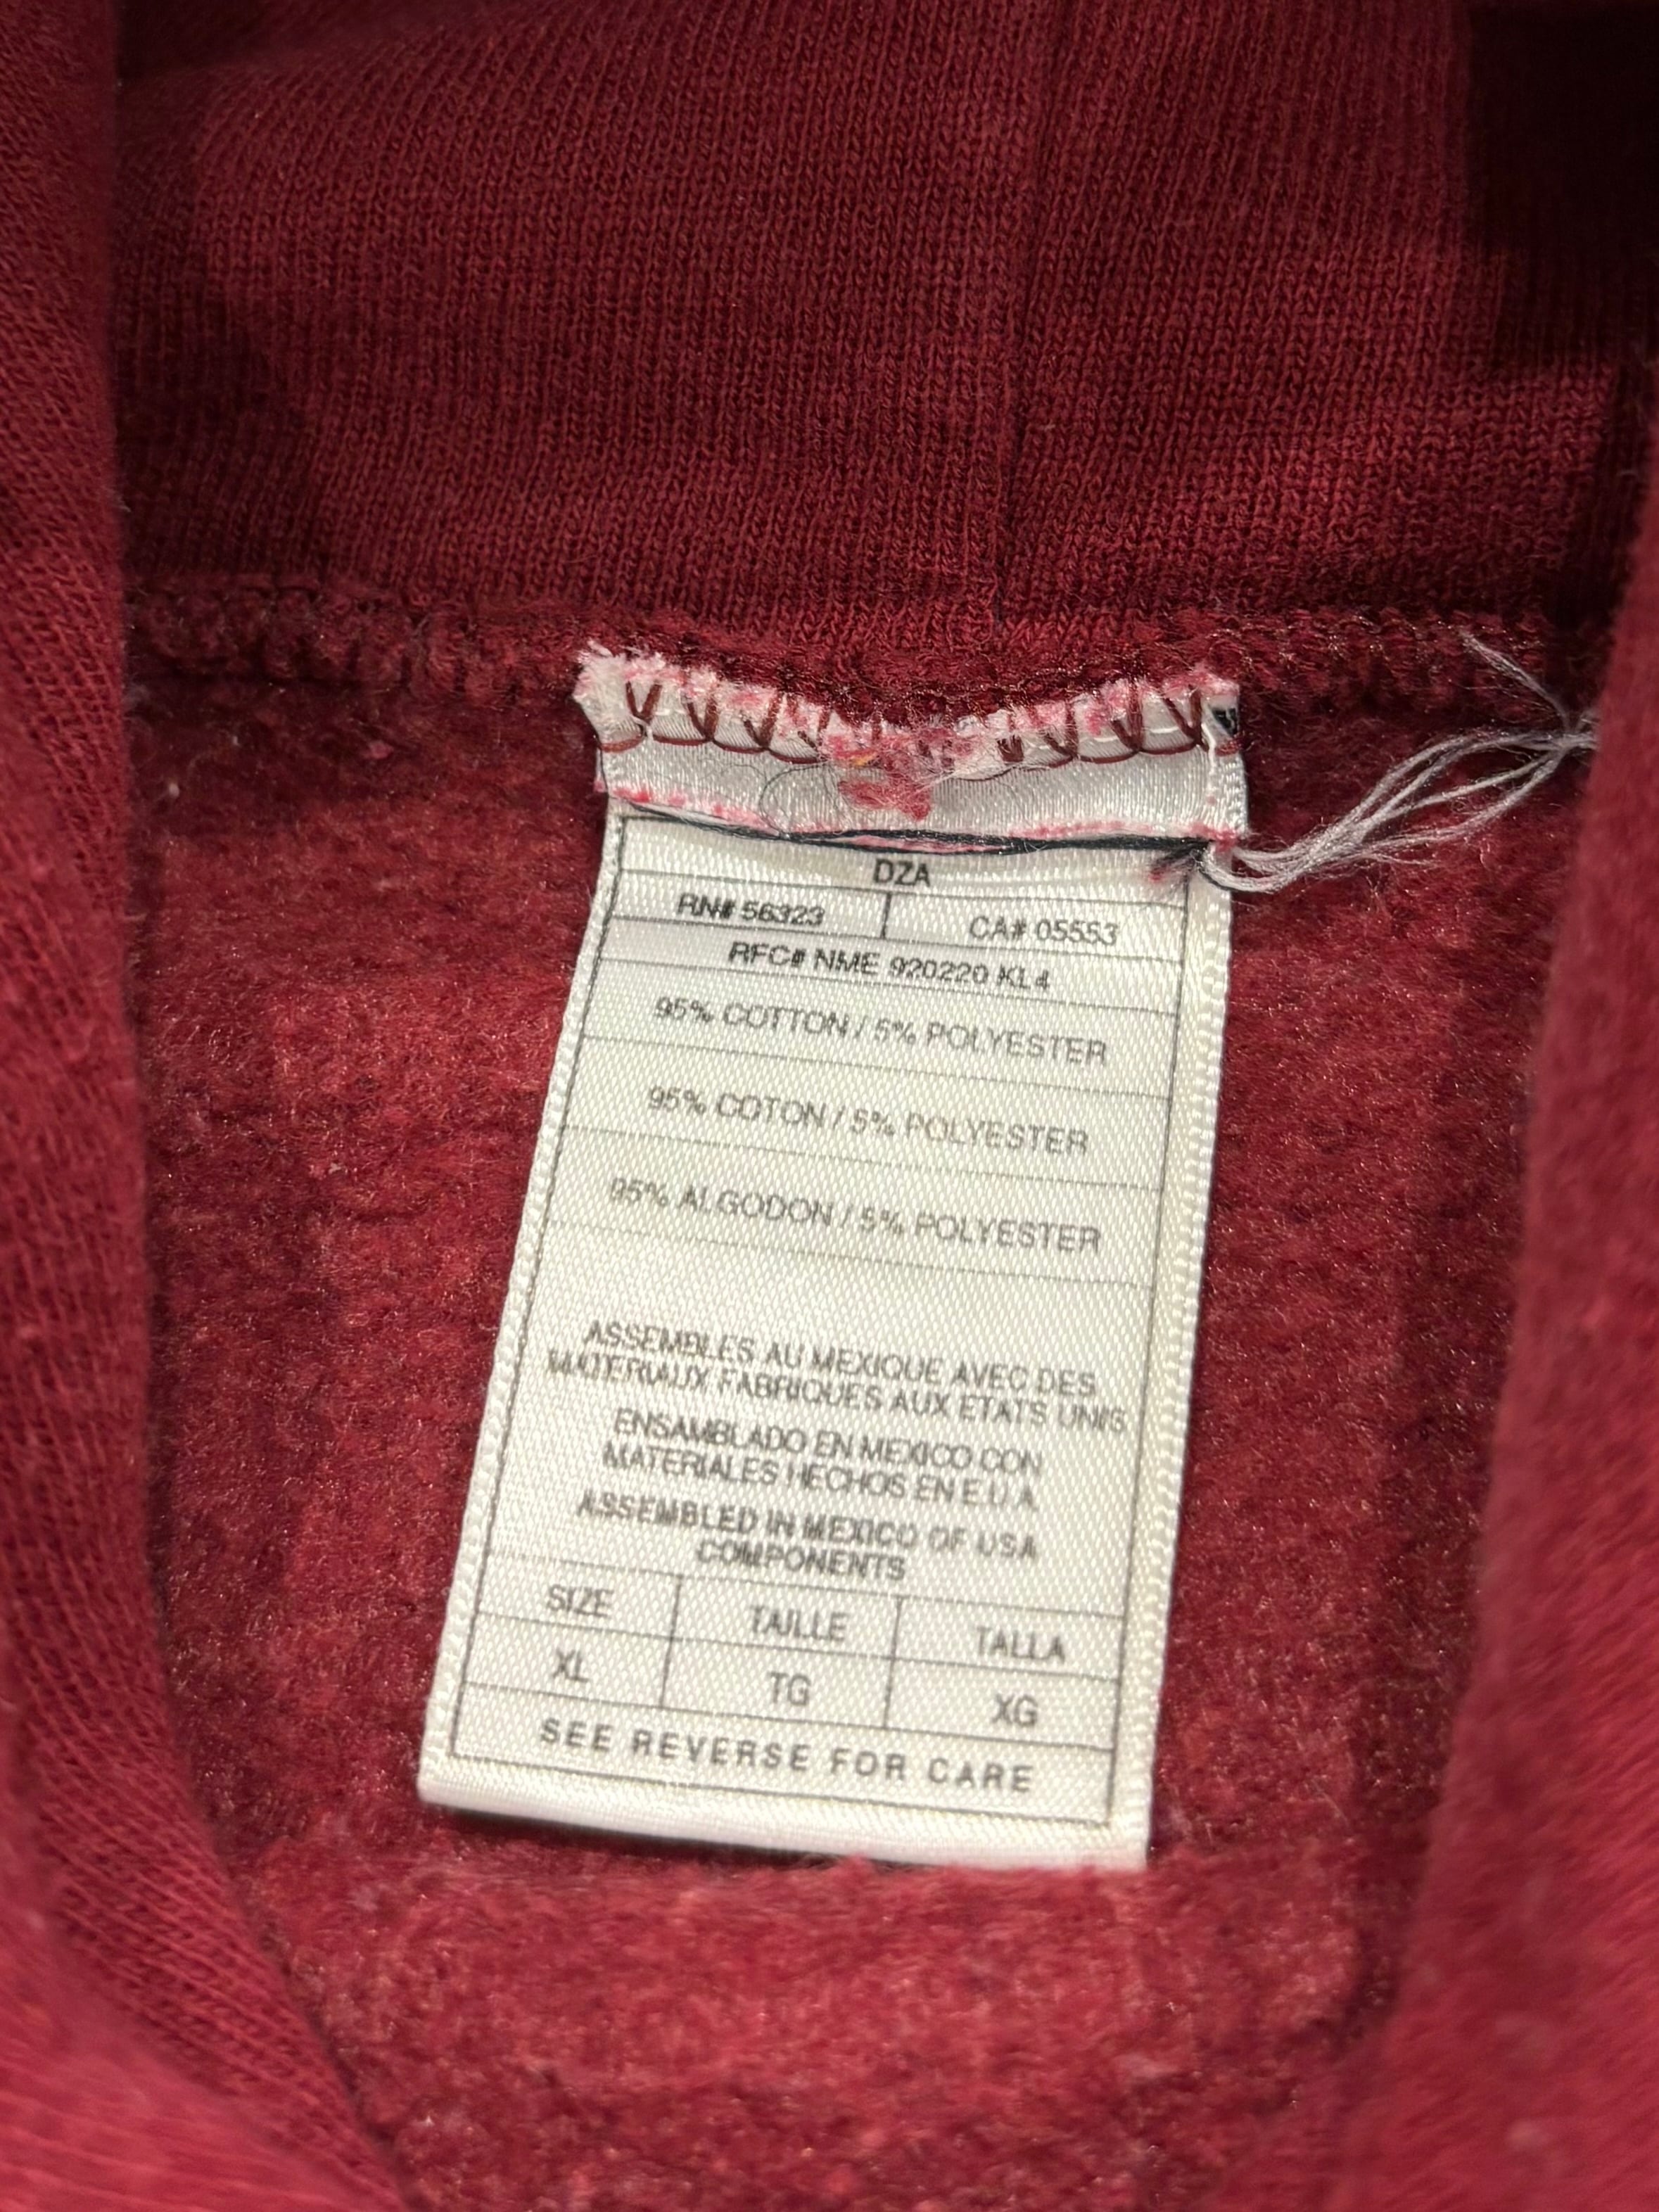 DZA
RN# 56323 CA# 05553
RFC# NME 920220 KL4
95% COTTON / 5% POLYESTER
95% COTON / 5% POLYESTER
95% ALGODON / 5% POLYESTER
ASSEMBLES AU MEXIQUE AVEC DES
MATERIAUX FABRIQUES AUX ETATS UNIS
ENSAMBLADO EN MEXICO CON
MATERIALES HECHOS EN E.U.A.
ASSEMBLED IN MEXICO OF USA
COMPONENTS
SIZE TAILLE TALLA
XL TG XG
SEE REVERSE FOR CARE